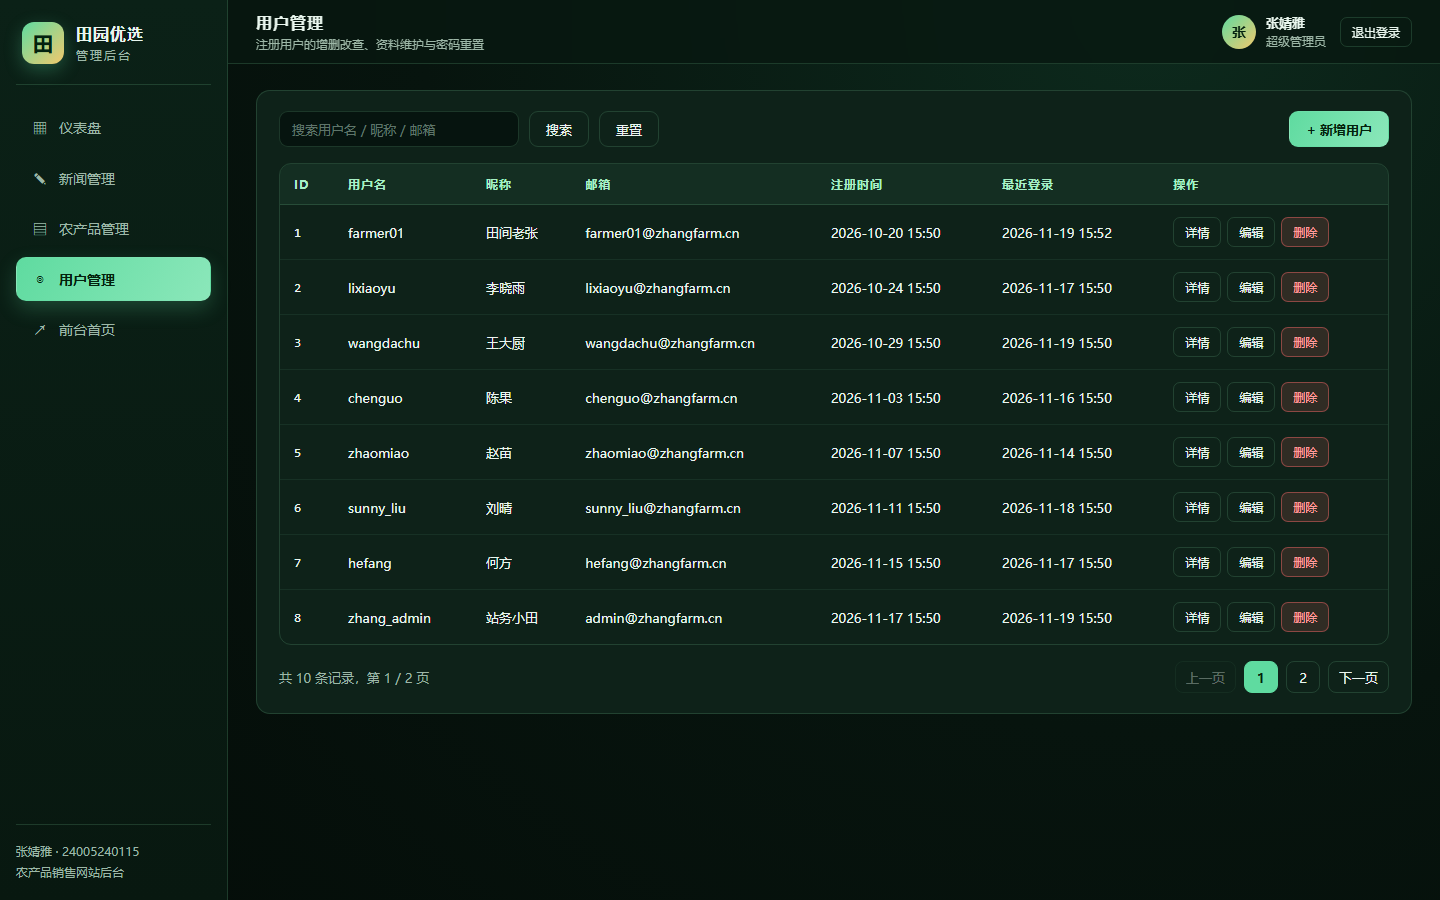 田
田园优选
管理后台
仪表盘
新闻管理
农产品管理
用户管理
前台首页
张婧雅 · 24005240115
农产品销售网站后台
用户管理
注册用户的增删改查、资料维护与密码重置
张
张婧雅
超级管理员
退出登录
搜索用户名 / 昵称 / 邮箱
搜索
重置
+ 新增用户
ID 用户名 昵称 邮箱 注册时间 最近登录 操作
1 farmer01 田间老张 farmer01@zhangfarm.cn 2026-10-20 15:50 2026-11-19 15:52 详情 编辑 删除
2 lixiaoyu 李晓雨 lixiaoyu@zhangfarm.cn 2026-10-24 15:50 2026-11-17 15:50 详情 编辑 删除
3 wangdachu 王大厨 wangdachu@zhangfarm.cn 2026-10-29 15:50 2026-11-19 15:50 详情 编辑 删除
4 chenguo 陈果 chenguo@zhangfarm.cn 2026-11-03 15:50 2026-11-16 15:50 详情 编辑 删除
5 zhaomiao 赵苗 zhaomiao@zhangfarm.cn 2026-11-07 15:50 2026-11-14 15:50 详情 编辑 删除
6 sunny_liu 刘晴 sunny_liu@zhangfarm.cn 2026-11-11 15:50 2026-11-18 15:50 详情 编辑 删除
7 hefang 何方 hefang@zhangfarm.cn 2026-11-15 15:50 2026-11-17 15:50 详情 编辑 删除
8 zhang_admin 站务小田 admin@zhangfarm.cn 2026-11-17 15:50 2026-11-19 15:50 详情 编辑 删除
共 10 条记录，第 1 / 2 页
上一页 1 2 下一页